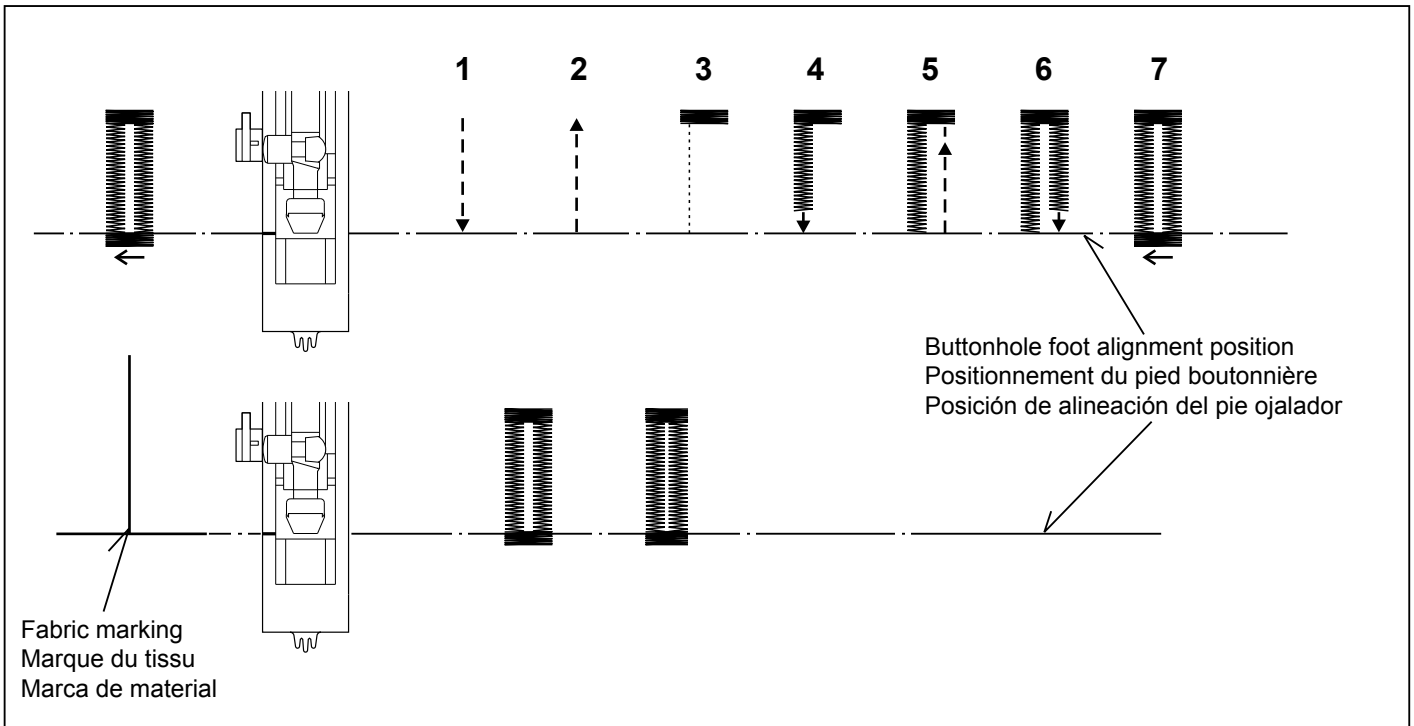 1 2 3 4 5 6 7
Buttonhole foot alignment position
Positionnement du pied boutonnière
Posición de alineación del pie ojalador
Fabric marking
Marque du tissu
Marca de material